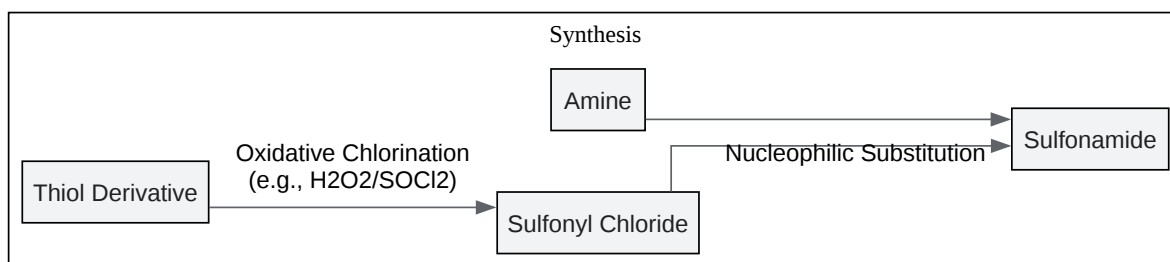 Synthesis
Amine
Sulfonamide
Oxidative Chlorination
(e.g., H2O2/SOCl2)
Nucleophilic Substitution
Thiol Derivative
Sulfonyl Chloride